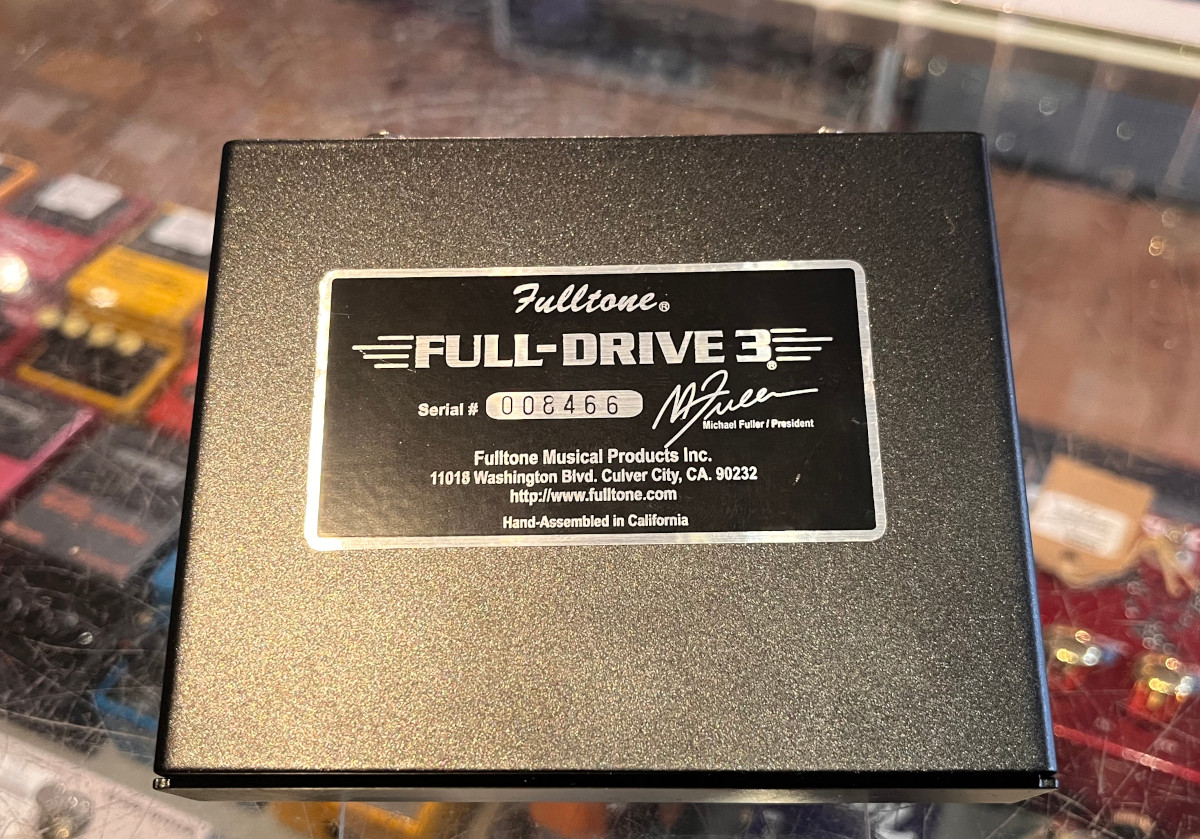 Fulltone®
FULL-DRIVE 3®
Serial # 008466
Michael Fuller / President
Fulltone Musical Products Inc.
11018 Washington Blvd. Culver City, CA. 90232
http://www.fulltone.com
Hand-Assembled in California